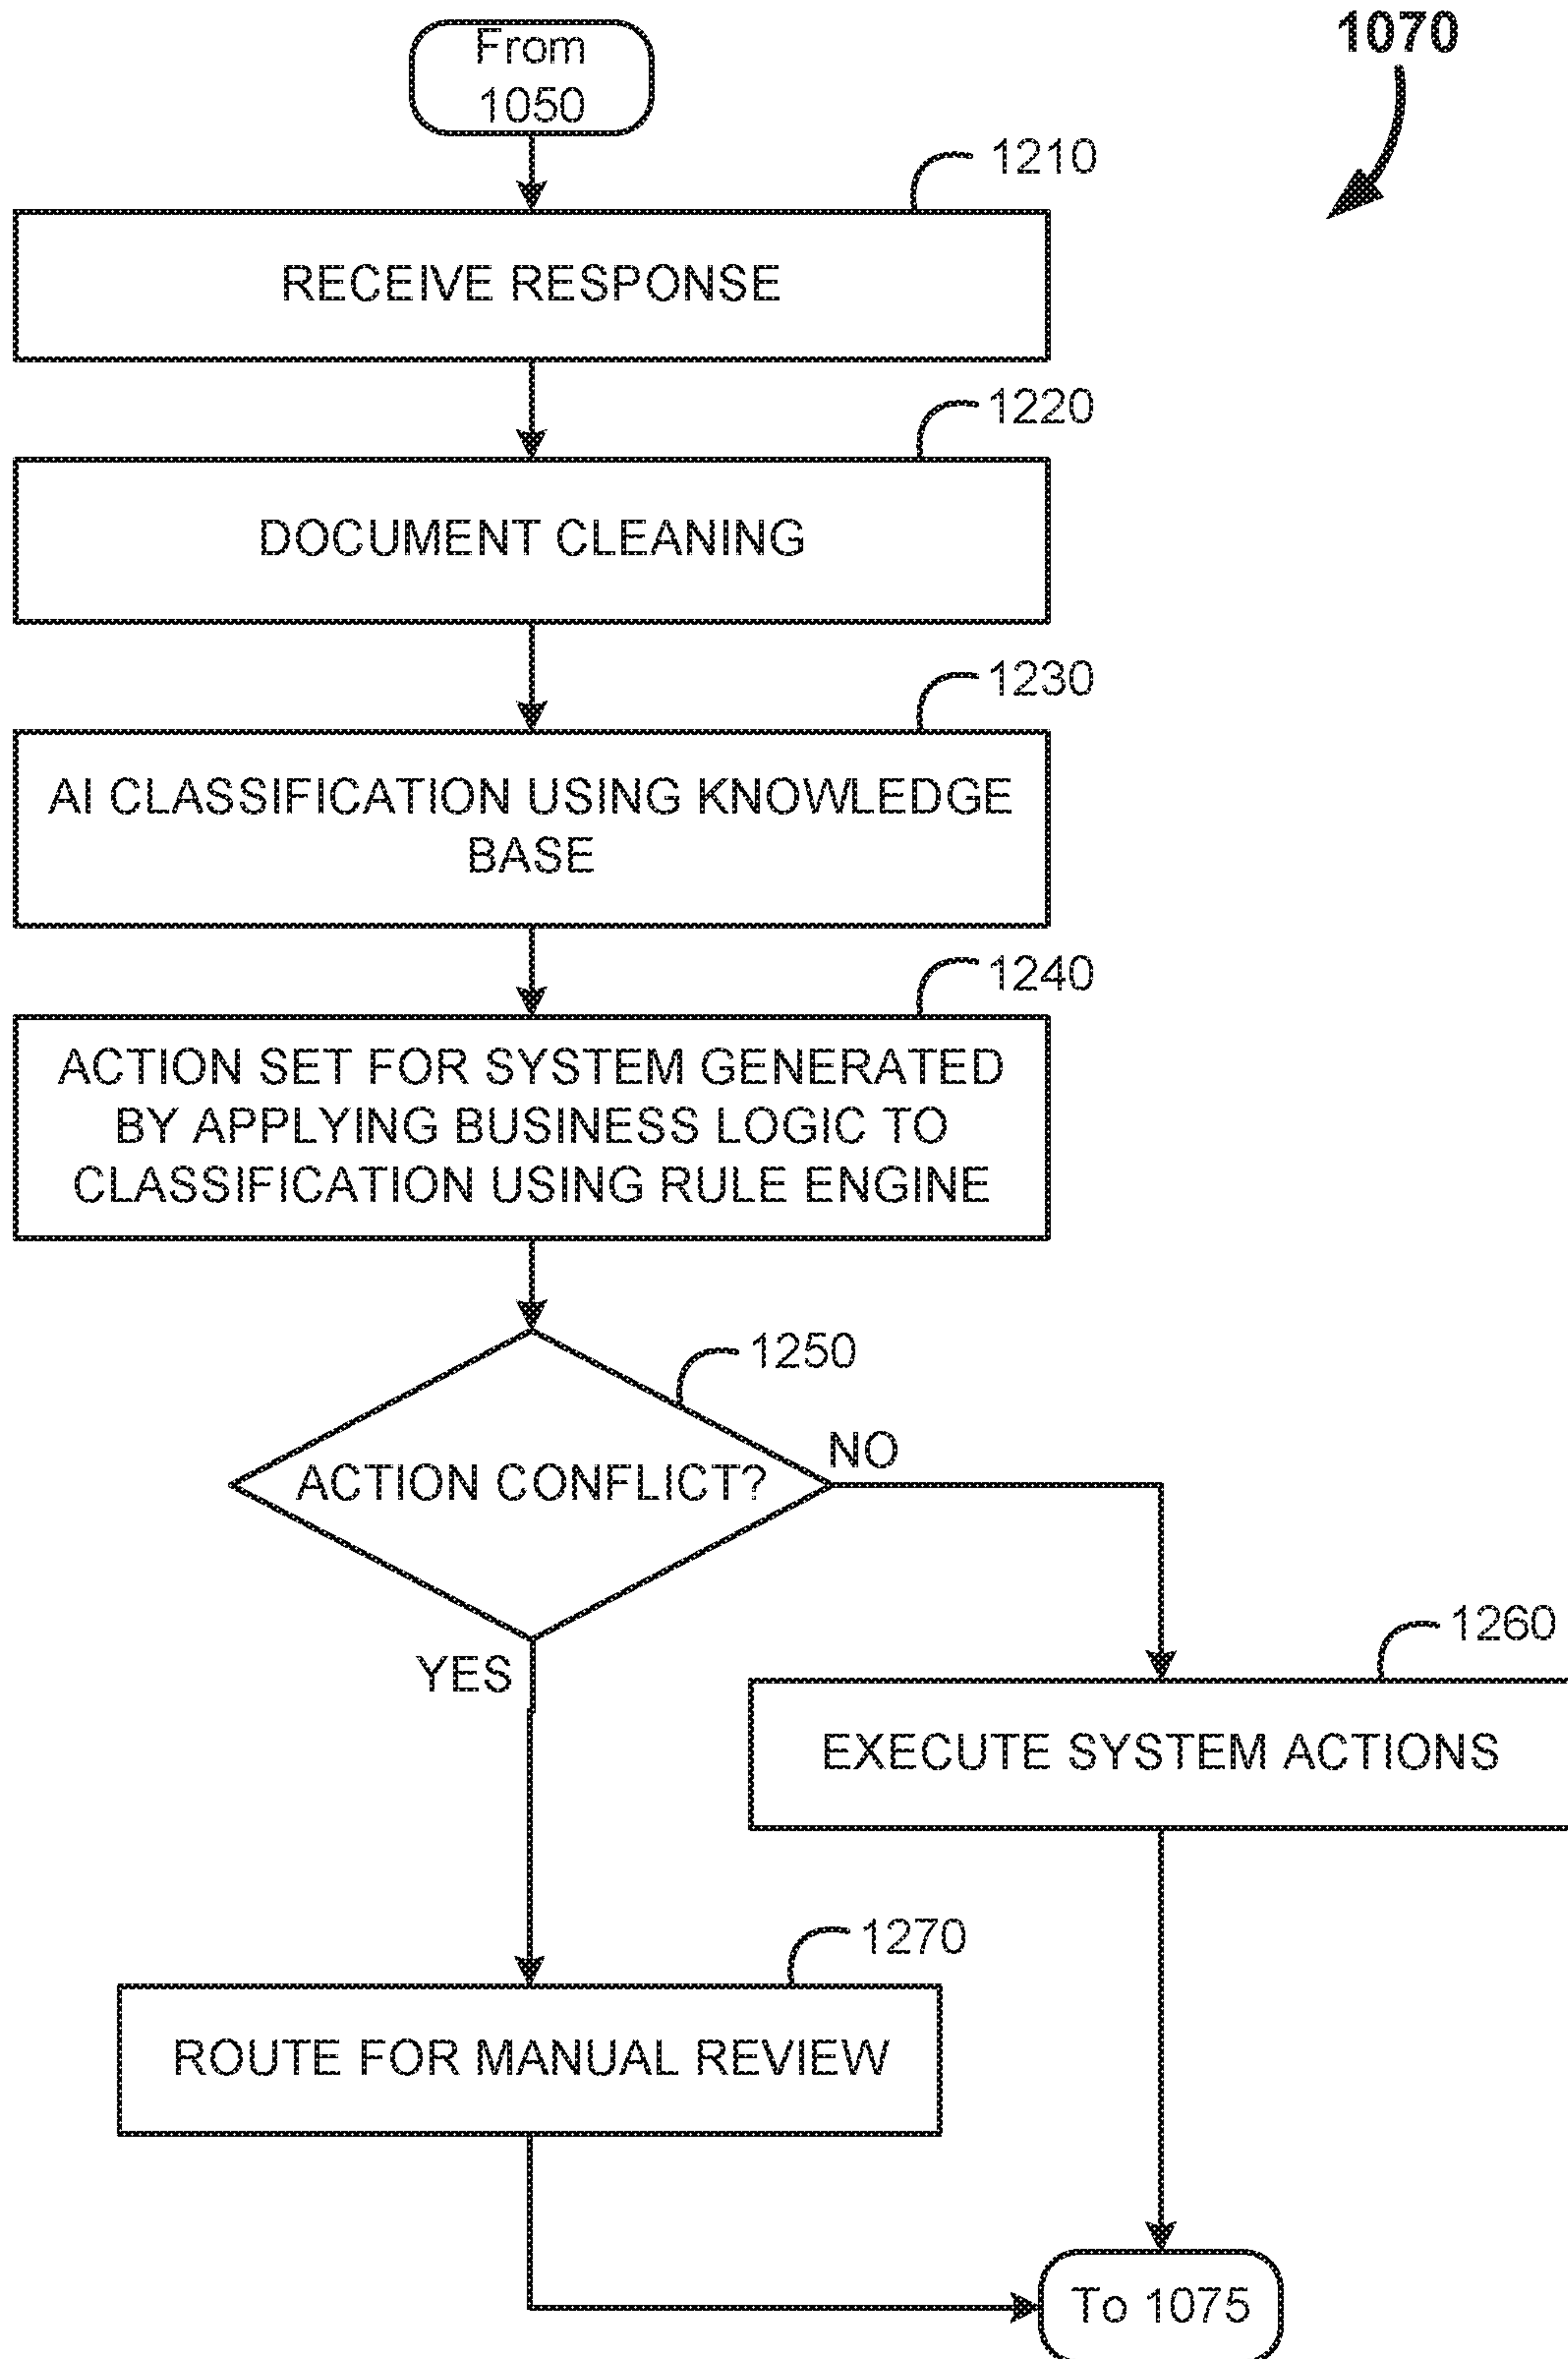 From
1050
1070
1210
RECEIVE RESPONSE
1220
DOCUMENT CLEANING
1230
AI CLASSIFICATION USING KNOWLEDGE
BASE
1240
ACTION SET FOR SYSTEM GENERATED
BY APPLYING BUSINESS LOGIC TO
CLASSIFICATION USING RULE ENGINE
1250
ACTION CONFLICT?
NO
YES
1260
EXECUTE SYSTEM ACTIONS
1270
ROUTE FOR MANUAL REVIEW
To 1075